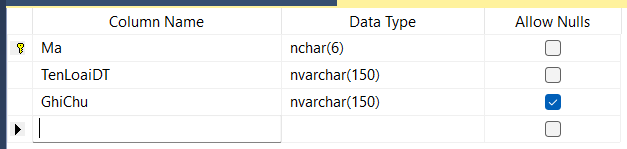 Column Name Data Type Allow Nulls
Ma nchar(6)
TenLoaiDT nvarchar(150)
GhiChu nvarchar(150)